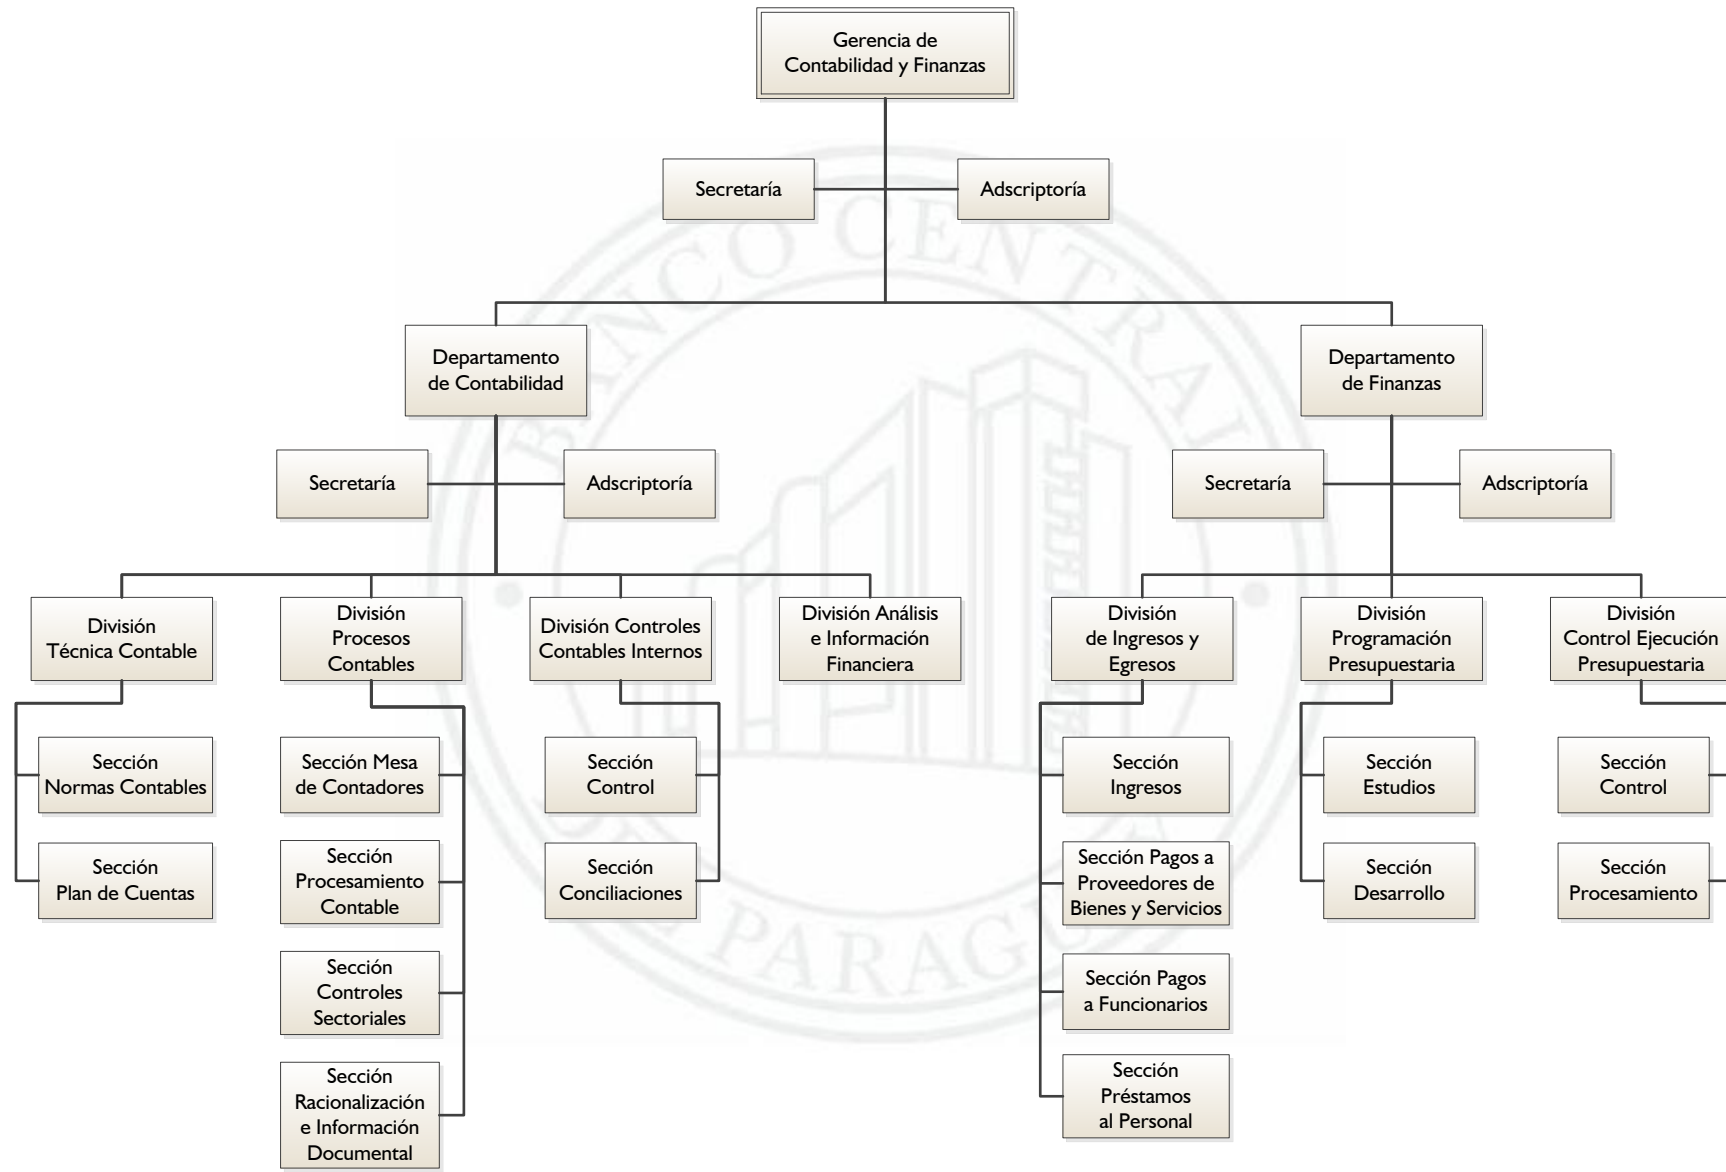 Gerencia de
Contabilidad y Finanzas
Secretaría
Adscriptoría
Departamento
de Contabilidad
Departamento
de Finanzas
Secretaría
Adscriptoría
Secretaría
Adscriptoría
División
Técnica Contable
División
Procesos
Contables
División Controles
Contables Internos
División Análisis
e Información
Financiera
División
de Ingresos y
Egresos
División
Programación
Presupuestaria
División
Control Ejecución
Presupuestaria
Sección
Normas Contables
Sección
Plan de Cuentas
Sección Mesa
de Contadores
Sección
Procesamiento
Contable
Sección
Controles
Sectoriales
Sección
Racionalización
e Información
Documental
Sección
Control
Sección
Conciliaciones
Sección
Ingresos
Sección Pagos a
Proveedores de
Bienes y Servicios
Sección Pagos
a Funcionarios
Sección
Préstamos
al Personal
Sección
Estudios
Sección
Desarrollo
Sección
Control
Sección
Procesamiento
BANCO CENTRAL
PARAGUAY